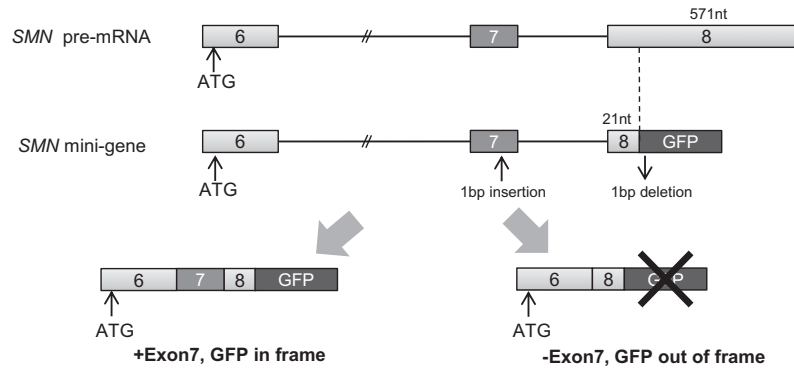 571nt
SMN pre-mRNA
6
//
7
8
ATG
21nt
SMN mini-gene
6
//
7
8
GFP
ATG
1bp insertion
1bp deletion
6
7
8
GFP
6
8
GFP
ATG
ATG
+Exon7, GFP in frame
-Exon7, GFP out of frame